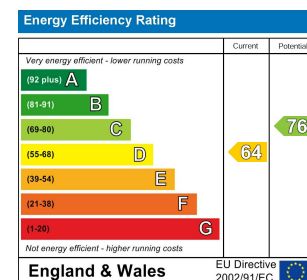 Energy Efficiency Rating
Current Potential
Very energy efficient - lower running costs
(92 plus) A
(81-91) B
(69-80) C
76
(55-68) D
64
(39-54) E
(21-38) F
(1-20) G
Not energy efficient - higher running costs
England & Wales
EU Directive
2002/91/EC